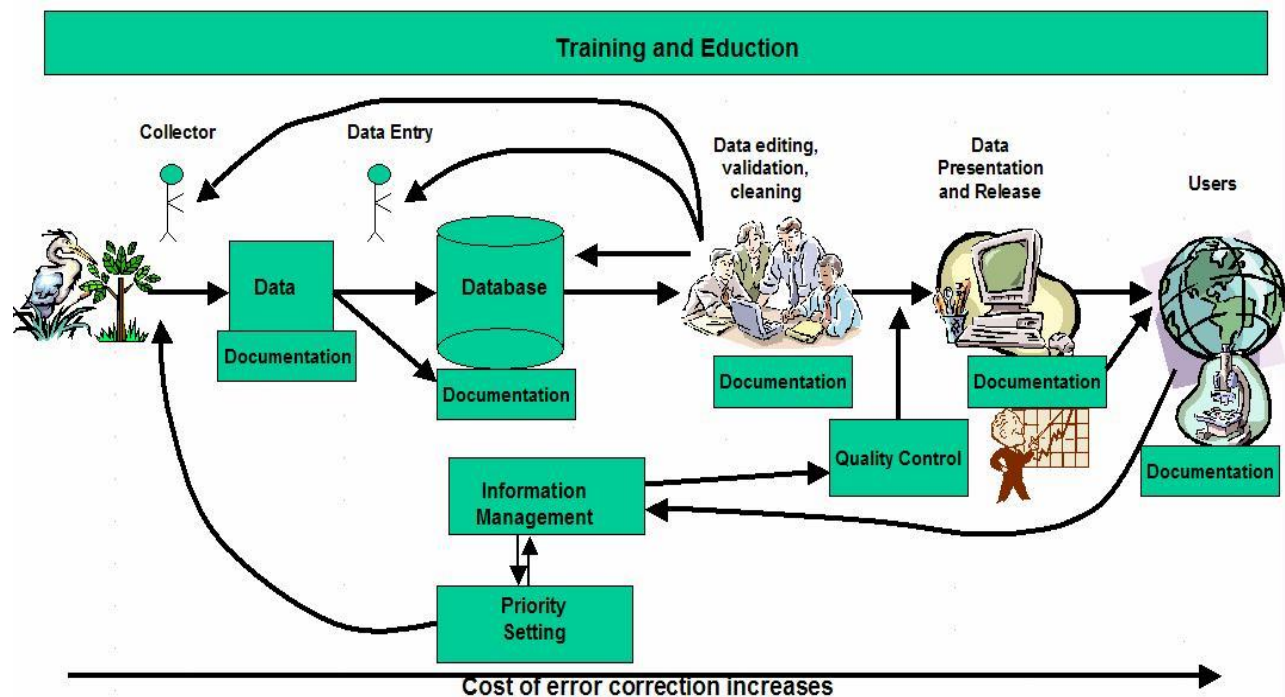 Training and Eduction
Collector
Data Entry
Data editing,
validation,
cleaning
Data
Presentation
and Release
Users
Data
Database
Documentation
Documentation
Documentation
Documentation
Quality Control
Documentation
Information
Management
Priority
Setting
Cost of error correction increases